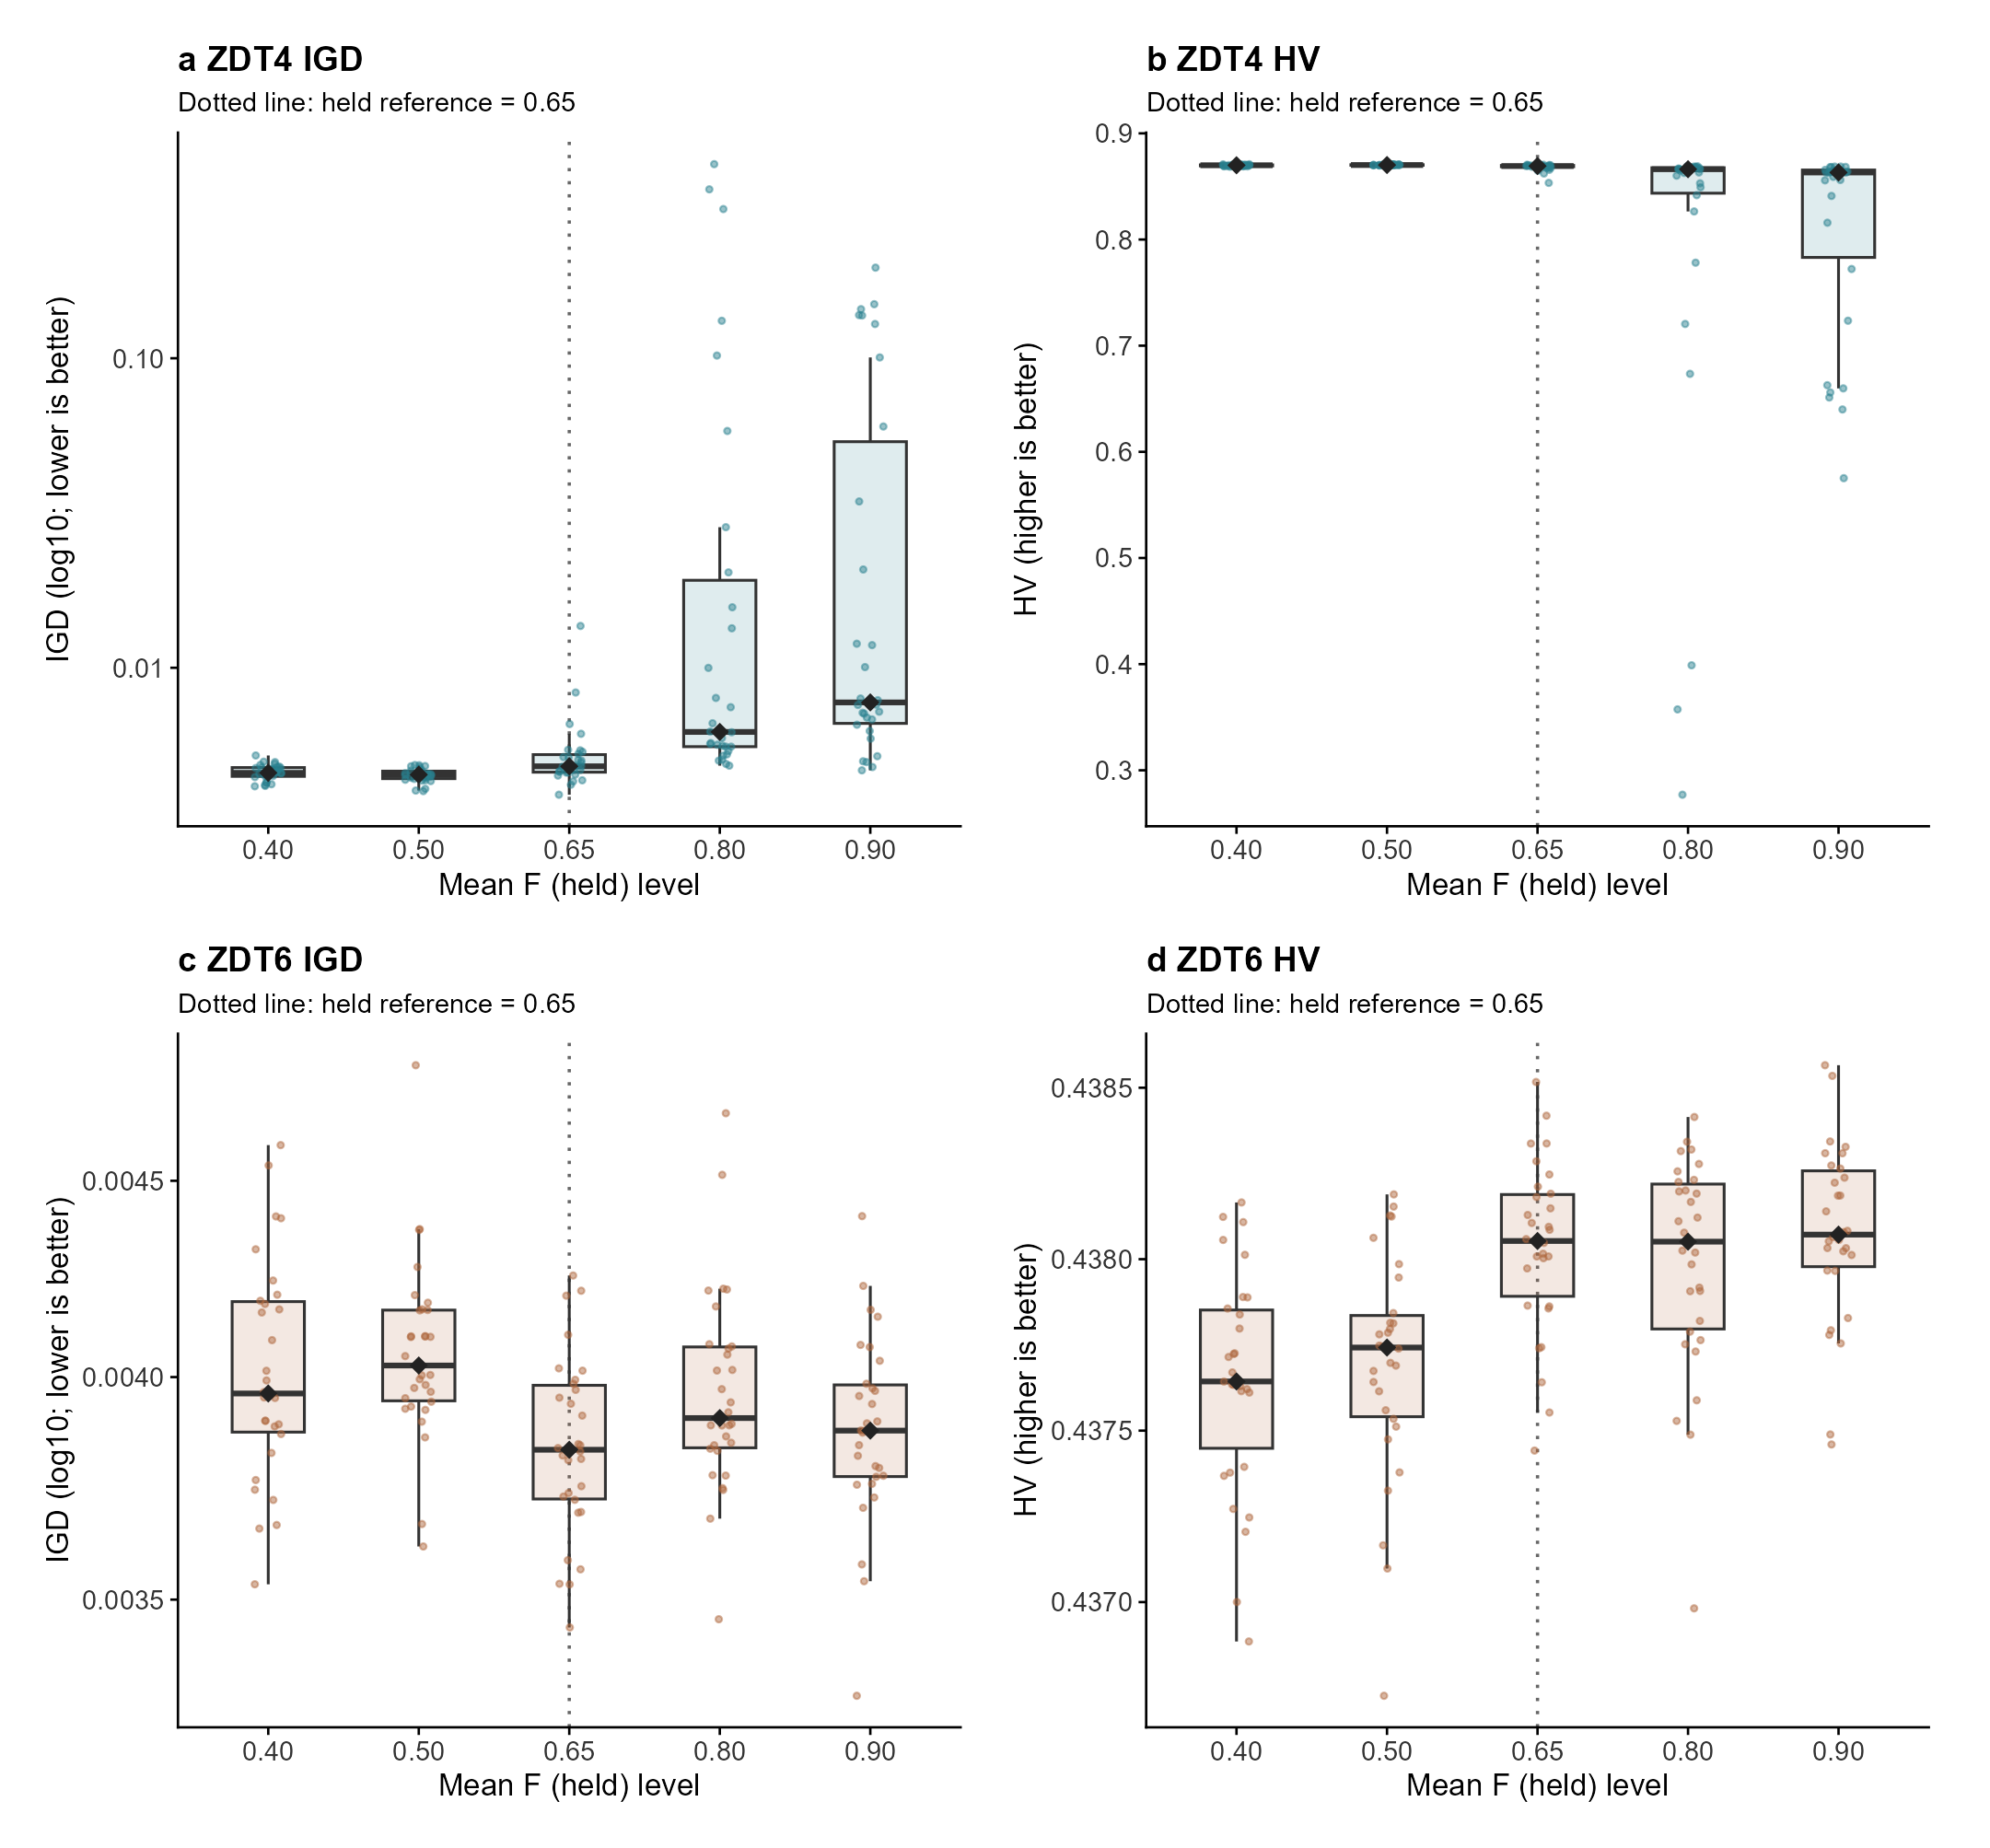 a ZDT4 IGD
Dotted line: held reference = 0.65
IGD (log10; lower is better)
0.10
0.01
0.40 0.50 0.65 0.80 0.90
Mean F (held) level
b ZDT4 HV
Dotted line: held reference = 0.65
HV (higher is better)
0.9
0.8
0.7
0.6
0.5
0.4
0.3
0.40 0.50 0.65 0.80 0.90
Mean F (held) level
c ZDT6 IGD
Dotted line: held reference = 0.65
IGD (log10; lower is better)
0.0045
0.0040
0.0035
0.40 0.50 0.65 0.80 0.90
Mean F (held) level
d ZDT6 HV
Dotted line: held reference = 0.65
HV (higher is better)
0.4385
0.4380
0.4375
0.4370
0.40 0.50 0.65 0.80 0.90
Mean F (held) level